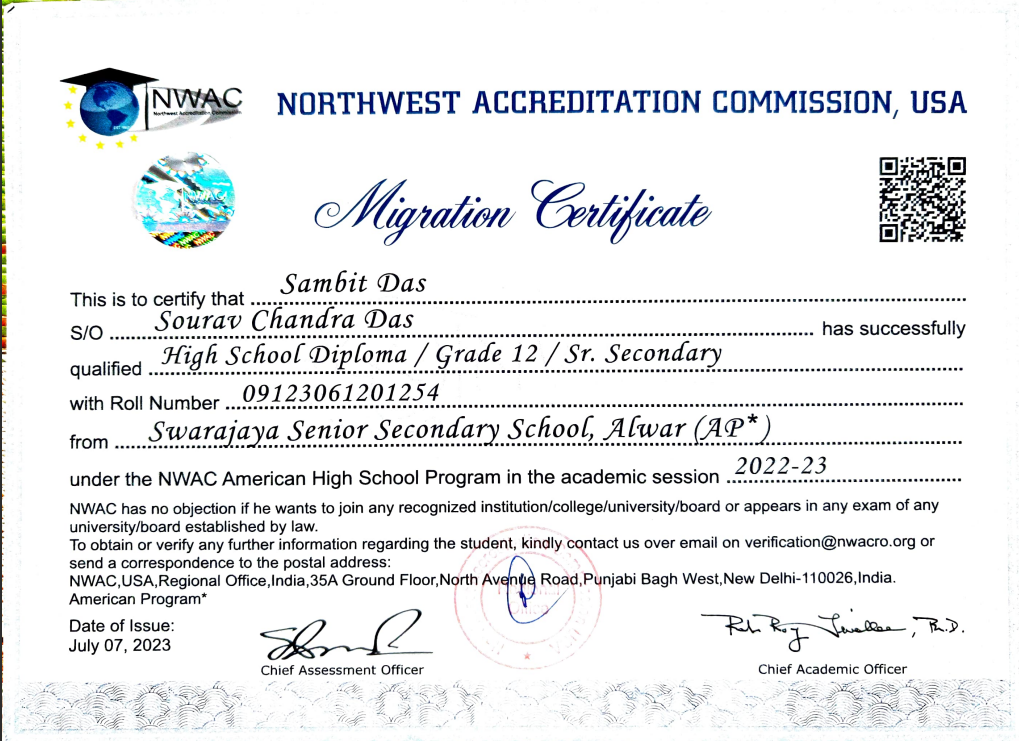 NWAC
Northwest Accreditation Commission
NORTHWEST ACCREDITATION COMMISSION, USA
NWAC
Migration Certificate
This is to certify that Sambit Das
S/O Sourav Chandra Das has successfully
qualified High School Diploma / Grade 12 / Sr. Secondary
with Roll Number 09123061201254
from Swarajaya Senior Secondary School, Alwar (AP*)
under the NWAC American High School Program in the academic session 2022-23
NWAC has no objection if he wants to join any recognized institution/college/university/board or appears in any exam of any
university/board established by law.
To obtain or verify any further information regarding the student, kindly contact us over email on verification@nwacro.org or
send a correspondence to the postal address:
NWAC,USA,Regional Office,India,35A Ground Floor,North Avenue Road,Punjabi Bagh West,New Delhi-110026,India.
American Program*
Date of Issue:
July 07, 2023
Ph.D.
Chief Assessment Officer
Chief Academic Officer
COPY COPY